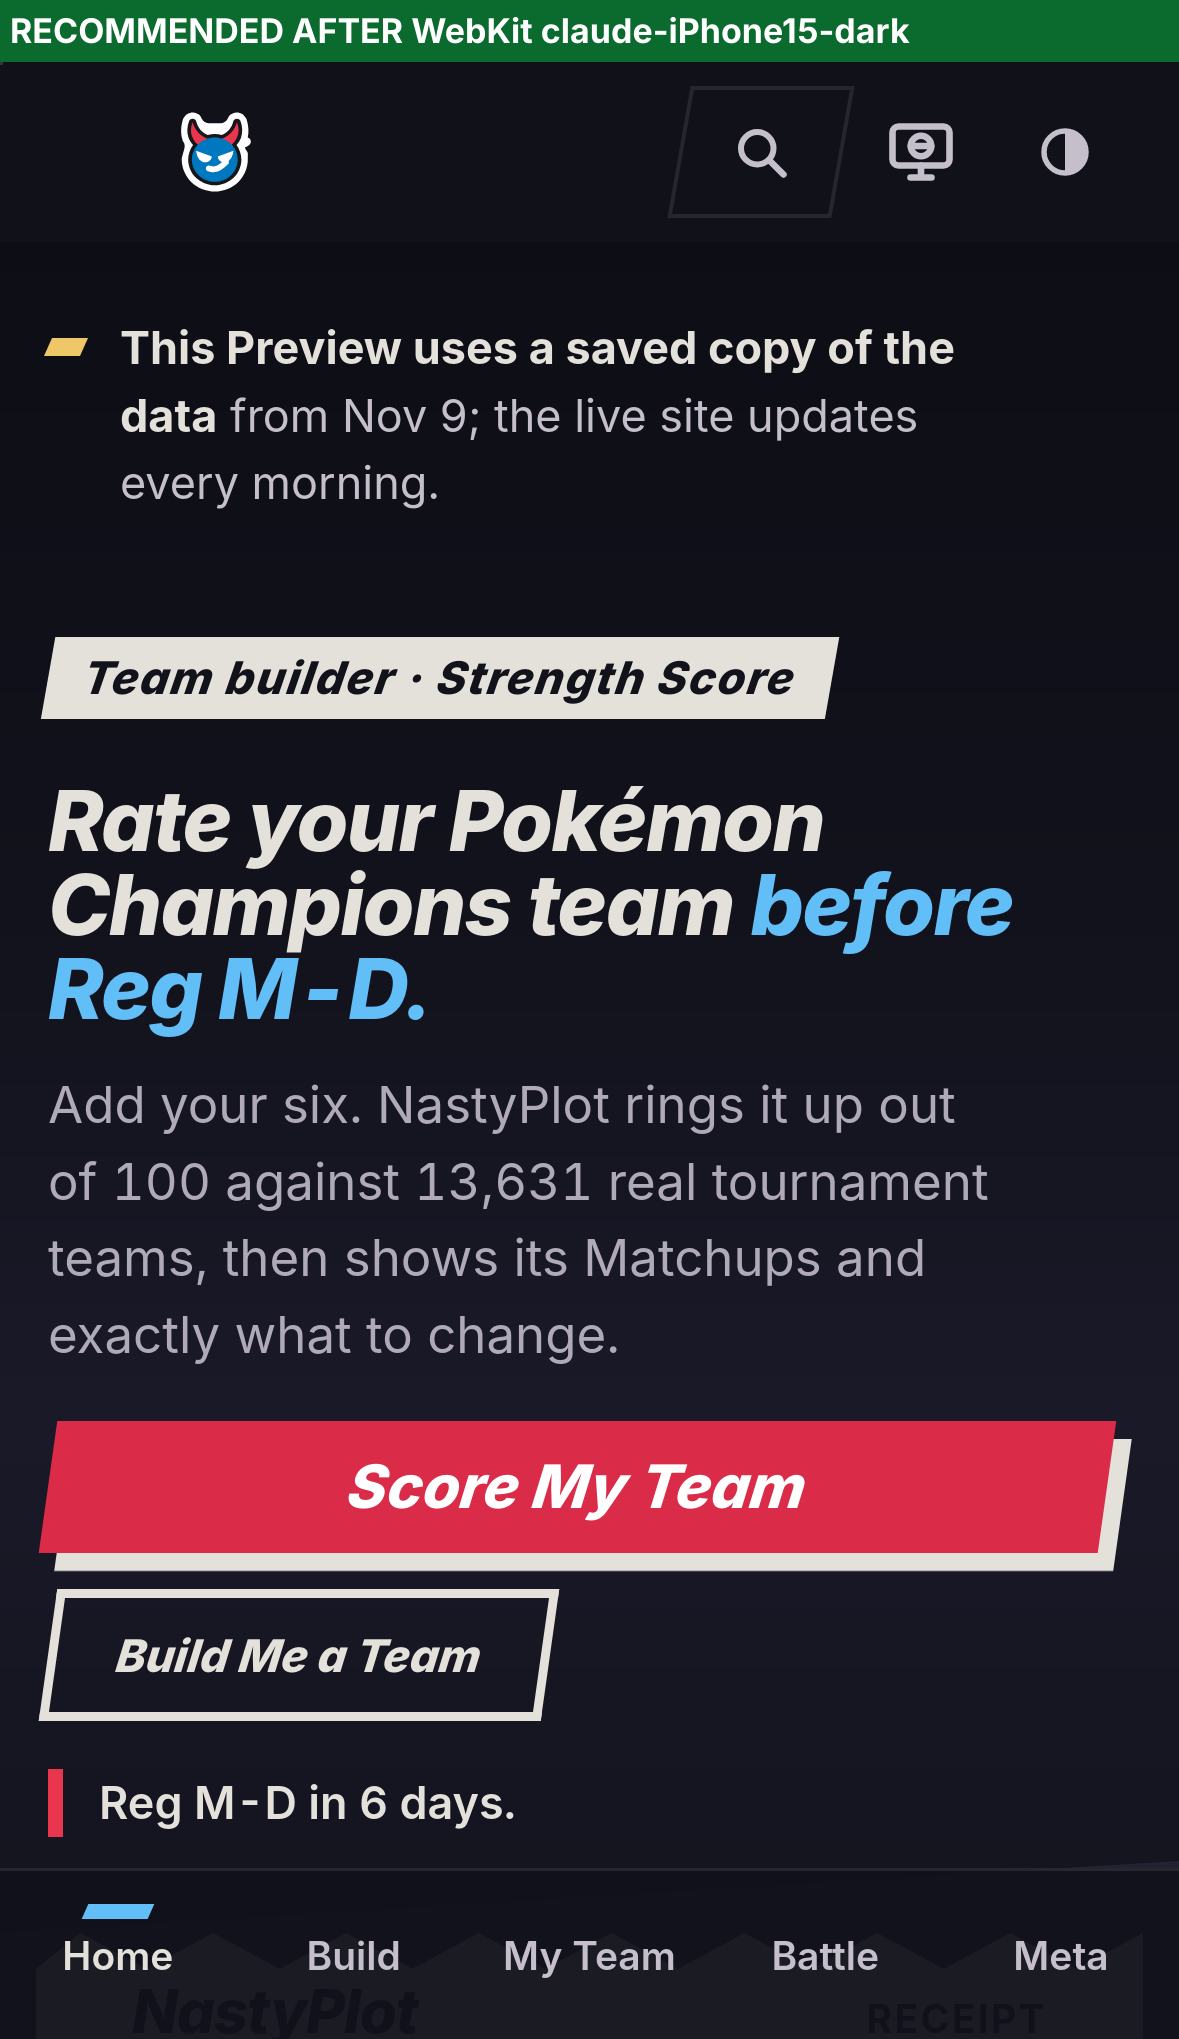 RECOMMENDED AFTER WebKit claude-iPhone15-dark
This Preview uses a saved copy of the
data from Nov 9; the live site updates
every morning.
Team builder · Strength Score
Rate your Pokémon
Champions team before
Reg M-D.
Add your six. NastyPlot rings it up out
of 100 against 13,631 real tournament
teams, then shows its Matchups and
exactly what to change.
Score My Team
Build Me a Team
Reg M-D in 6 days.
Home Build My Team Battle Meta
NastyPlot RECEIPT